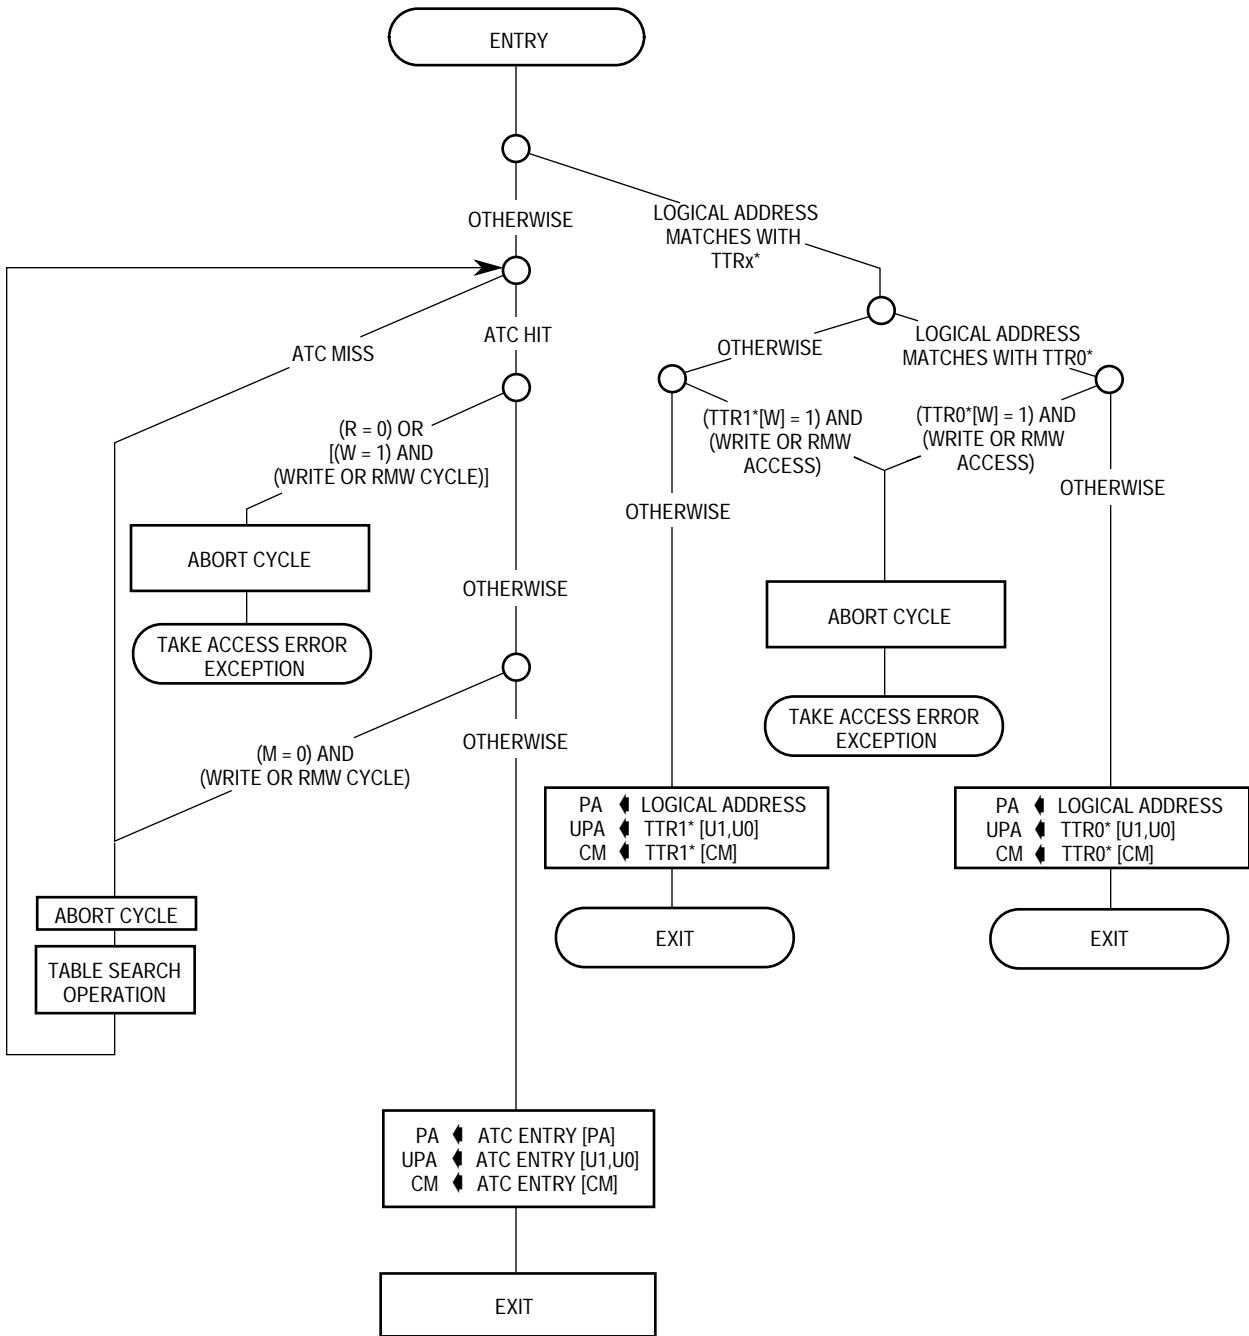 ENTRY
OTHERWISE
LOGICAL ADDRESS
MATCHES WITH
TTRx*
ATC MISS
ATC HIT
OTHERWISE
LOGICAL ADDRESS
MATCHES WITH TTR0*
(R = 0) OR
[(W = 1) AND
(WRITE OR RMW CYCLE)]
(TTR1*[W] = 1) AND
(WRITE OR RMW
ACCESS)
(TTR0*[W] = 1) AND
(WRITE OR RMW
ACCESS)
OTHERWISE
OTHERWISE
ABORT CYCLE
OTHERWISE
ABORT CYCLE
TAKE ACCESS ERROR
EXCEPTION
TAKE ACCESS ERROR
EXCEPTION
(M = 0) AND
(WRITE OR RMW CYCLE)
OTHERWISE
PA LOGICAL ADDRESS
UPA TTR1* [U1,U0]
CM TTR1* [CM]
PA LOGICAL ADDRESS
UPA TTR0* [U1,U0]
CM TTR0* [CM]
ABORT CYCLE
EXIT
EXIT
TABLE SEARCH
OPERATION
PA ATC ENTRY [PA]
UPA ATC ENTRY [U1,U0]
CM ATC ENTRY [CM]
EXIT